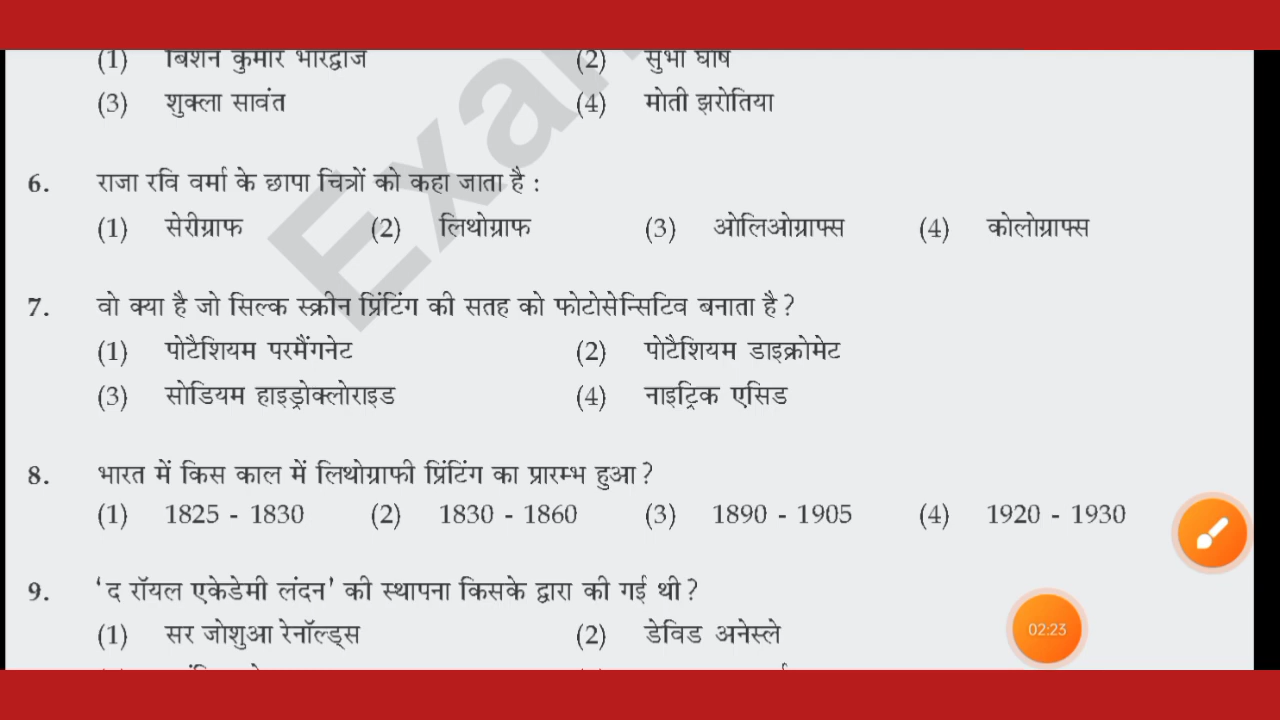 (1) बिशन कुमार भारद्वाज (2) सुभा घोष
(3) शुक्ला सावंत (4) मोती झरोतिया
6. राजा रवि वर्मा के छापा चित्रों को कहा जाता है :
(1) सेरीग्राफ (2) लिथोग्राफ (3) ओलिओग्राफ्स (4) कोलोग्राफ्स
7. वो क्या है जो सिल्क स्क्रीन प्रिंटिंग की सतह को फोटोसेन्सिटिव बनाता है ?
(1) पोटैशियम परमैंगनेट (2) पोटैशियम डाइक्रोमेट
(3) सोडियम हाइड्रोक्लोराइड (4) नाइट्रिक एसिड
8. भारत में किस काल में लिथोग्राफी प्रिंटिंग का प्रारम्भ हुआ ?
(1) 1825 - 1830 (2) 1830 - 1860 (3) 1890 - 1905 (4) 1920 - 1930
9. 'द रॉयल एकेडेमी लंदन' की स्थापना किसके द्वारा की गई थी ?
(1) सर जोशुआ रेनॉल्ड्स (2) डेविड अनेस्ले
02:23